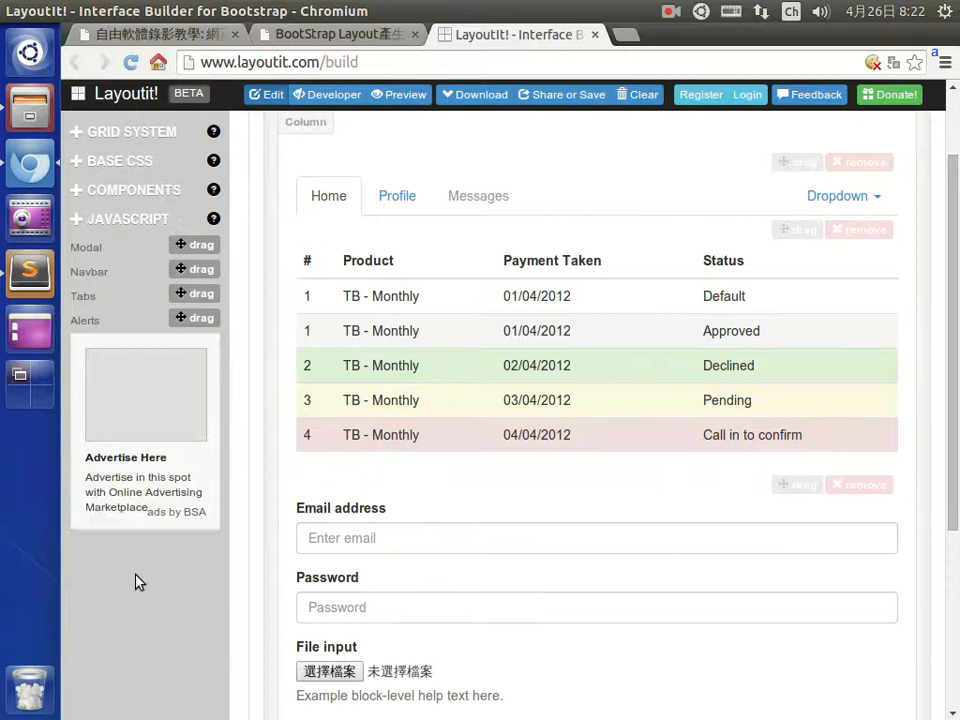 LayoutIt! - Interface Builder for Bootstrap - Chromium
Ch
4月26日 8:22
自由軟體錄影教學: 網
BootStrap Layout產生
LayoutIt! - Interface B
a
www.layoutit.com/build
Layoutit!
BETA
Edit
Developer
Preview
Download
Share or Save
Clear
Register
Login
Feedback
Donate!
GRID SYSTEM
BASE CSS
COMPONENTS
JAVASCRIPT
Modal
drag
Navbar
drag
Tabs
drag
Alerts
drag
Advertise Here
Advertise in this spot
with Online Advertising
Marketplace
ads by BSA
Column
drag
remove
Home
Profile
Messages
Dropdown
drag
remove
# Product Payment Taken Status
1 TB - Monthly 01/04/2012 Default
1 TB - Monthly 01/04/2012 Approved
2 TB - Monthly 02/04/2012 Declined
3 TB - Monthly 03/04/2012 Pending
4 TB - Monthly 04/04/2012 Call in to confirm
drag
remove
Email address
Enter email
Password
Password
File input
選擇檔案 未選擇檔案
Example block-level help text here.